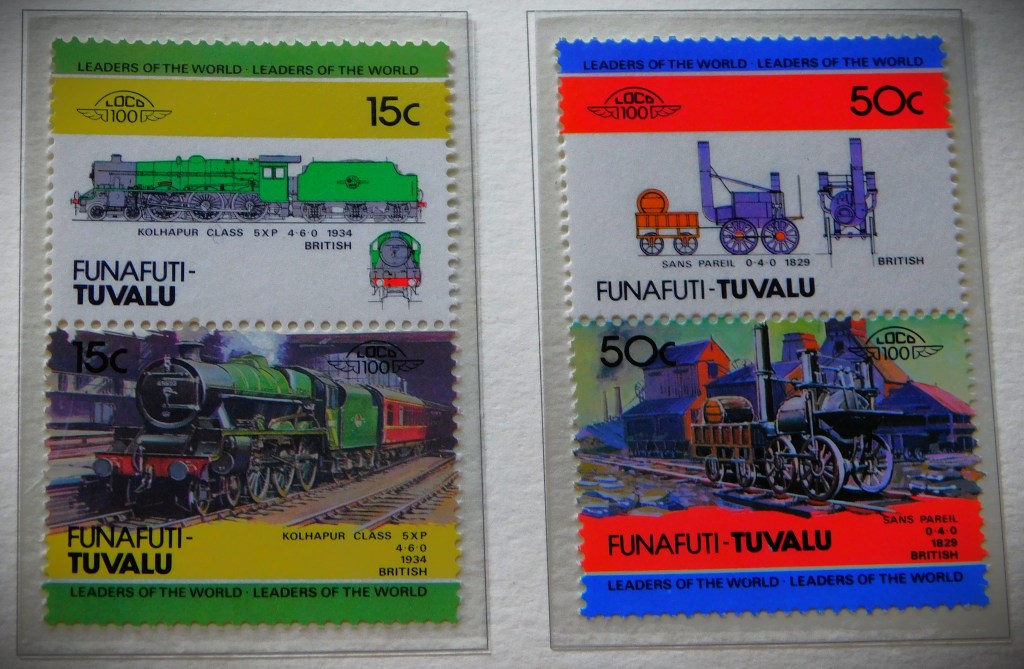 LEADERS OF THE WORLD · LEADERS OF THE WORLD
LOCO
100
15c
KOLHAPUR CLASS 5XP 4·6·0 1934
BRITISH
FUNAFUTI-
TUVALU
15c
LOCO
100
FUNAFUTI-
TUVALU
KOLHAPUR CLASS 5XP
4·6·0
1934
BRITISH
LEADERS OF THE WORLD · LEADERS OF THE WORLD
LEADERS OF THE WORLD · LEADERS OF THE WORLD
LOCO
100
50c
SANS PAREIL 0·4·0 1829
BRITISH
FUNAFUTI-TUVALU
50c
LOCO
100
SANS PAREIL
0·4·0
1829
BRITISH
FUNAFUTI-TUVALU
LEADERS OF THE WORLD · LEADERS OF THE WORLD